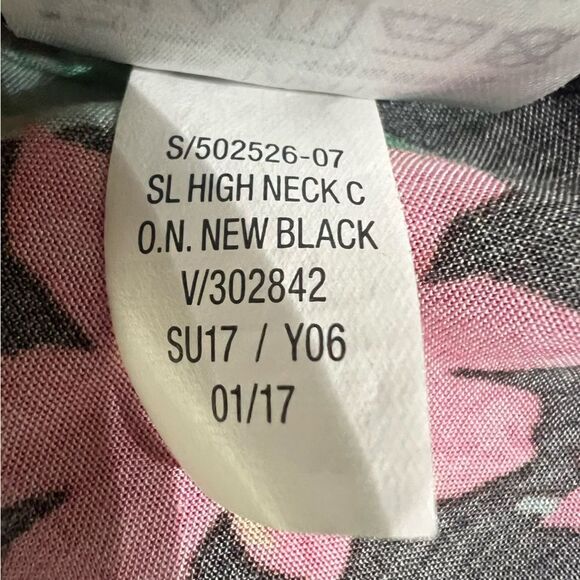 S/502526-07
SL HIGH NECK C
O.N. NEW BLACK
V/302842
SU17 / Y06
01/17